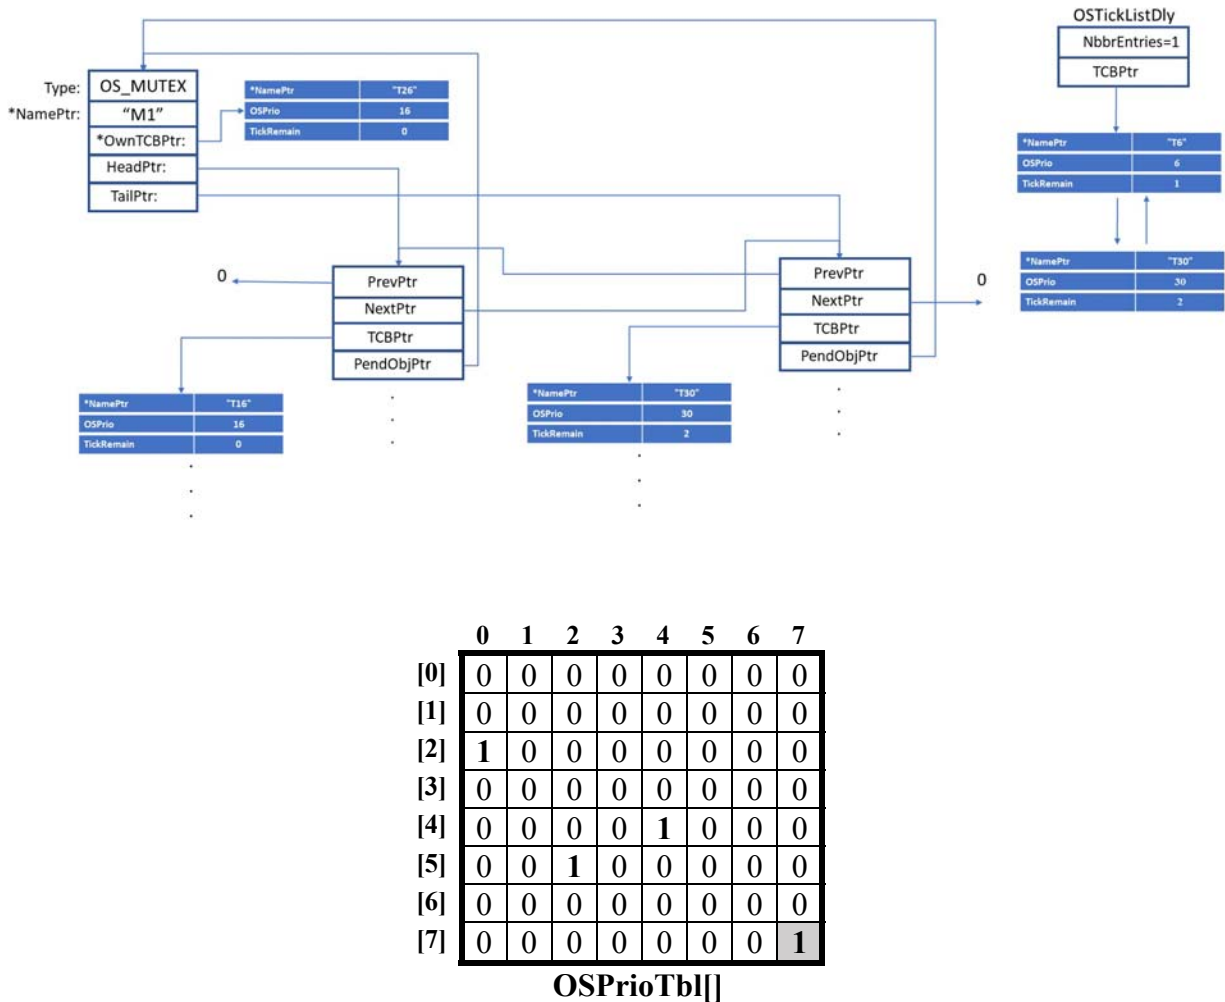 OSTickListDly
NbbrEntries=1
TCBPtr
*NamePtr "T6"
OSPrio 6
TickRemain 1
*NamePtr "T30"
OSPrio 30
TickRemain 2
Type: OS_MUTEX
*NamePtr: “M1”
*OwnTCBPtr:
HeadPtr:
TailPtr:
*NamePtr "T26"
OSPrio 16
TickRemain 0
0
PrevPtr
NextPtr
TCBPtr
PendObjPtr
.
.
.
*NamePtr "T16"
OSPrio 16
TickRemain 0
.
.
.
PrevPtr
NextPtr
TCBPtr
PendObjPtr
0
.
.
.
*NamePtr "T30"
OSPrio 30
TickRemain 2
.
.
.
0 1 2 3 4 5 6 7
[0] 0 0 0 0 0 0 0 0
[1] 0 0 0 0 0 0 0 0
[2] 1 0 0 0 0 0 0 0
[3] 0 0 0 0 0 0 0 0
[4] 0 0 0 0 1 0 0 0
[5] 0 0 1 0 0 0 0 0
[6] 0 0 0 0 0 0 0 0
[7] 0 0 0 0 0 0 0 1
OSPrioTbl[]